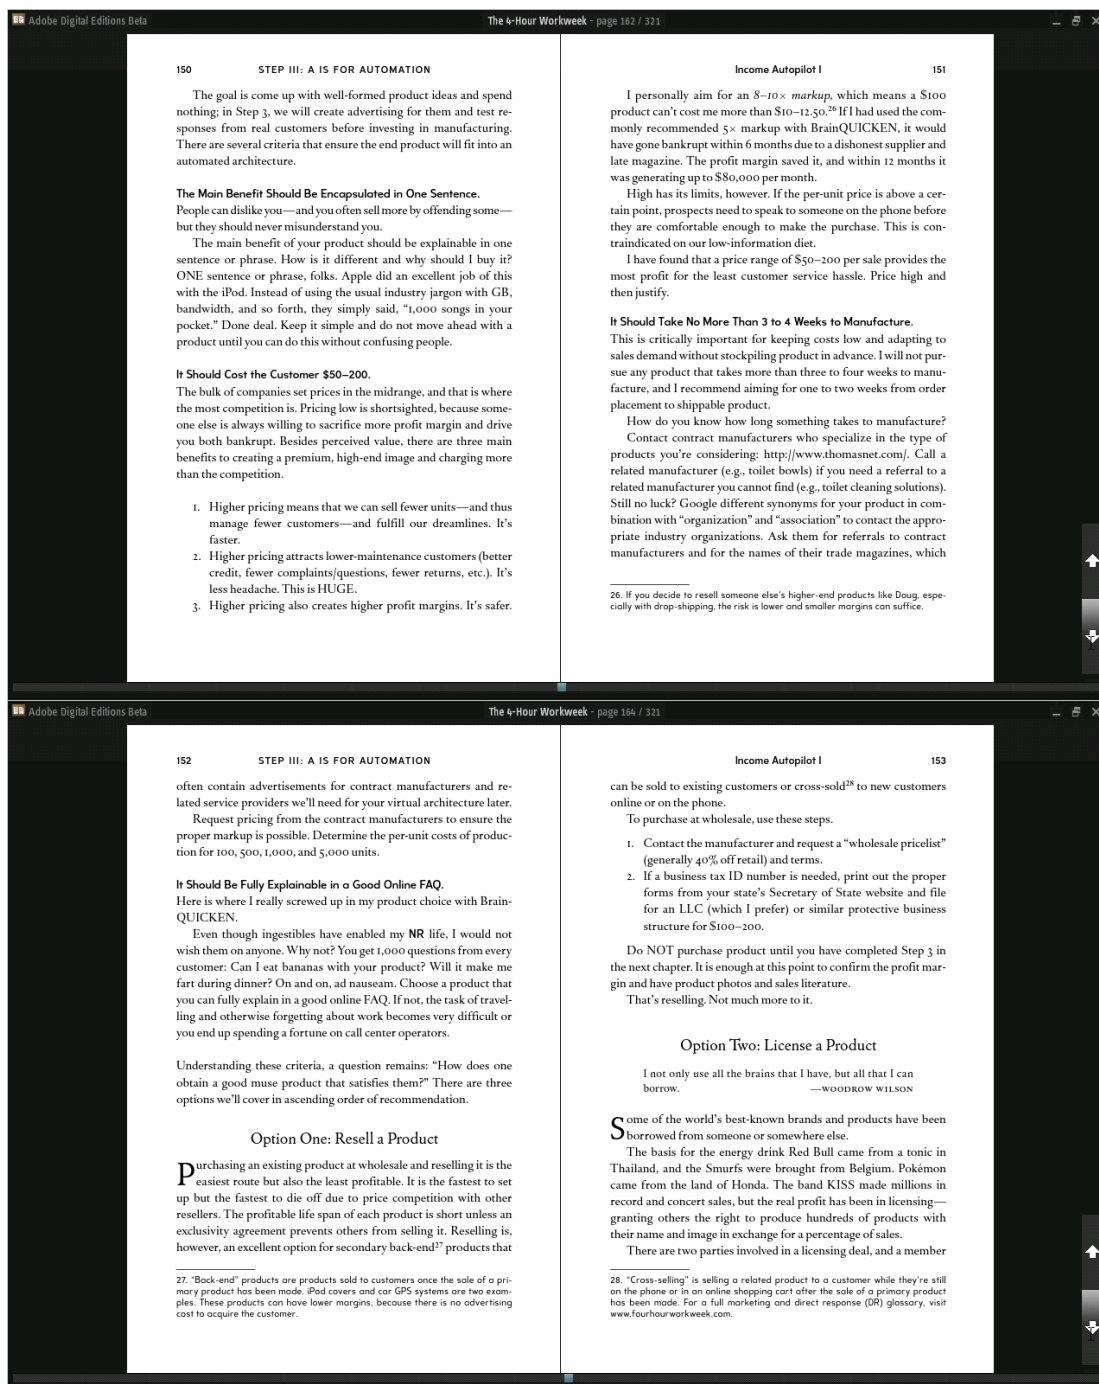 Adobe Digital Editions Beta
The 4-Hour Workweek - page 162 / 321
150 STEP III: A IS FOR AUTOMATION
The goal is come up with well-formed product ideas and spend
nothing; in Step 3, we will create advertising for them and test re-
sponses from real customers before investing in manufacturing.
There are several criteria that ensure the end product will fit into an
automated architecture.
The Main Benefit Should Be Encapsulated in One Sentence.
People can dislike you—and you often sell more by offending some—
but they should never misunderstand you.
The main benefit of your product should be explainable in one
sentence or phrase. How is it different and why should I buy it?
ONE sentence or phrase, folks. Apple did an excellent job of this
with the iPod. Instead of using the usual industry jargon with GB,
bandwidth, and so forth, they simply said, “1,000 songs in your
pocket.” Done deal. Keep it simple and do not move ahead with a
product until you can do this without confusing people.
It Should Cost the Customer $50–200.
The bulk of companies set prices in the midrange, and that is where
the most competition is. Pricing low is shortsighted, because some-
one else is always willing to sacrifice more profit margin and drive
you both bankrupt. Besides perceived value, there are three main
benefits to creating a premium, high-end image and charging more
than the competition.
1. Higher pricing means that we can sell fewer units—and thus
manage fewer customers—and fulfill our dreamlines. It’s
faster.
2. Higher pricing attracts lower-maintenance customers (better
credit, fewer complaints/questions, fewer returns, etc.). It’s
less headache. This is HUGE.
3. Higher pricing also creates higher profit margins. It’s safer.
Income Autopilot I 151
I personally aim for an 8–10× markup, which means a $100
product can’t cost me more than $10–12.50.26 If I had used the com-
monly recommended 5× markup with BrainQUICKEN, it would
have gone bankrupt within 6 months due to a dishonest supplier and
late magazine. The profit margin saved it, and within 12 months it
was generating up to $80,000 per month.
High has its limits, however. If the per-unit price is above a cer-
tain point, prospects need to speak to someone on the phone before
they are comfortable enough to make the purchase. This is con-
traindicated on our low-information diet.
I have found that a price range of $50–200 per sale provides the
most profit for the least customer service hassle. Price high and
then justify.
It Should Take No More Than 3 to 4 Weeks to Manufacture.
This is critically important for keeping costs low and adapting to
sales demand without stockpiling product in advance. I will not pur-
sue any product that takes more than three to four weeks to manu-
facture, and I recommend aiming for one to two weeks from order
placement to shippable product.
How do you know how long something takes to manufacture?
Contact contract manufacturers who specialize in the type of
products you’re considering: http://www.thomasnet.com/. Call a
related manufacturer (e.g., toilet bowls) if you need a referral to a
related manufacturer you cannot find (e.g., toilet cleaning solutions).
Still no luck? Google different synonyms for your product in com-
bination with “organization” and “association” to contact the appro-
priate industry organizations. Ask them for referrals to contract
manufacturers and for the names of their trade magazines, which
26. If you decide to resell someone else’s higher-end products like Doug, espe-
cially with drop-shipping, the risk is lower and smaller margins can suffice.
Adobe Digital Editions Beta
The 4-Hour Workweek - page 164 / 321
152 STEP III: A IS FOR AUTOMATION
often contain advertisements for contract manufacturers and re-
lated service providers we’ll need for your virtual architecture later.
Request pricing from the contract manufacturers to ensure the
proper markup is possible. Determine the per-unit costs of produc-
tion for 100, 500, 1,000, and 5,000 units.
It Should Be Fully Explainable in a Good Online FAQ.
Here is where I really screwed up in my product choice with Brain-
QUICKEN.
Even though ingestibles have enabled my NR life, I would not
wish them on anyone. Why not? You get 1,000 questions from every
customer: Can I eat bananas with your product? Will it make me
fart during dinner? On and on, ad nauseam. Choose a product that
you can fully explain in a good online FAQ. If not, the task of travel-
ling and otherwise forgetting about work becomes very difficult or
you end up spending a fortune on call center operators.
Understanding these criteria, a question remains: “How does one
obtain a good muse product that satisfies them?” There are three
options we’ll cover in ascending order of recommendation.
Option One: Resell a Product
Purchasing an existing product at wholesale and reselling it is the
easiest route but also the least profitable. It is the fastest to set
up but the fastest to die off due to price competition with other
resellers. The profitable life span of each product is short unless an
exclusivity agreement prevents others from selling it. Reselling is,
however, an excellent option for secondary back-end27 products that
27. “Back-end” products are products sold to customers once the sale of a pri-
mary product has been made. iPod covers and car GPS systems are two exam-
ples. These products can have lower margins, because there is no advertising
cost to acquire the customer.
Income Autopilot I 153
can be sold to existing customers or cross-sold28 to new customers
online or on the phone.
To purchase at wholesale, use these steps.
1. Contact the manufacturer and request a “wholesale pricelist”
(generally 40% off retail) and terms.
2. If a business tax ID number is needed, print out the proper
forms from your state’s Secretary of State website and file
for an LLC (which I prefer) or similar protective business
structure for $100–200.
Do NOT purchase product until you have completed Step 3 in
the next chapter. It is enough at this point to confirm the profit mar-
gin and have product photos and sales literature.
That’s reselling. Not much more to it.
Option Two: License a Product
I not only use all the brains that I have, but all that I can
borrow. —WOODROW WILSON
Some of the world’s best-known brands and products have been
borrowed from someone or somewhere else.
The basis for the energy drink Red Bull came from a tonic in
Thailand, and the Smurfs were brought from Belgium. Pokémon
came from the land of Honda. The band KISS made millions in
record and concert sales, but the real profit has been in licensing—
granting others the right to produce hundreds of products with
their name and image in exchange for a percentage of sales.
There are two parties involved in a licensing deal, and a member
28. “Cross-selling” is selling a related product to a customer while they’re still
on the phone or in an online shopping cart after the sale of a primary product
has been made. For a full marketing and direct response (DR) glossary, visit
www.fourhourworkweek.com.